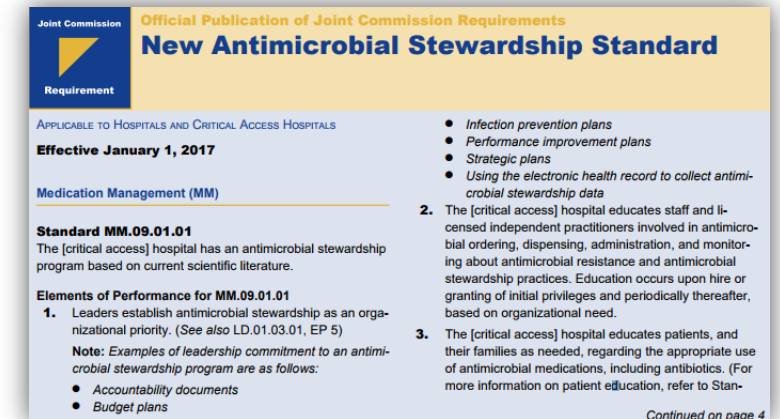 Joint Commission
Requirement
Official Publication of Joint Commission Requirements
New Antimicrobial Stewardship Standard
APPLICABLE TO HOSPITALS AND CRITICAL ACCESS HOSPITALS
Effective January 1, 2017
Medication Management (MM)
Standard MM.09.01.01
The [critical access] hospital has an antimicrobial stewardship
program based on current scientific literature.
Elements of Performance for MM.09.01.01
1. Leaders establish antimicrobial stewardship as an orga-
nizational priority. (See also LD.01.03.01, EP 5)
Note: Examples of leadership commitment to an antimi-
crobial stewardship program are as follows:
● Accountability documents
● Budget plans
● Infection prevention plans
● Performance improvement plans
● Strategic plans
● Using the electronic health record to collect antimi-
crobial stewardship data
2. The [critical access] hospital educates staff and li-
censed independent practitioners involved in antimicro-
bial ordering, dispensing, administration, and monitor-
ing about antimicrobial resistance and antimicrobial
stewardship practices. Education occurs upon hire or
granting of initial privileges and periodically thereafter,
based on organizational need.
3. The [critical access] hospital educates patients, and
their families as needed, regarding the appropriate use
of antimicrobial medications, including antibiotics. (For
more information on patient education, refer to Stan-
Continued on page 4